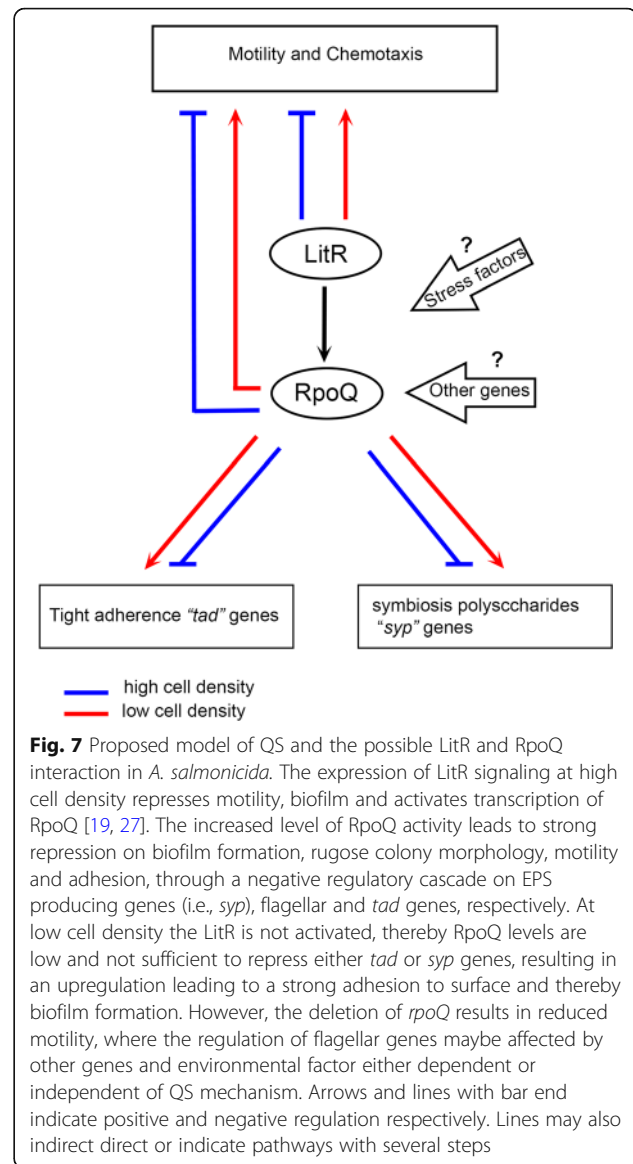 Motility and Chemotaxis
LitR
?
Stress factors
RpoQ
?
Other genes
Tight adherence "tad" genes
symbiosis polysccharides
"syp" genes
high cell density
low cell density
Fig. 7 Proposed model of QS and the possible LitR and RpoQ
interaction in A. salmonicida. The expression of LitR signaling at high
cell density represses motility, biofilm and activates transcription of
RpoQ [19, 27]. The increased level of RpoQ activity leads to strong
repression on biofilm formation, rugose colony morphology, motility
and adhesion, through a negative regulatory cascade on EPS
producing genes (i.e., syp), flagellar and tad genes, respectively. At
low cell density the LitR is not activated, thereby RpoQ levels are
low and not sufficient to repress either tad or syp genes, resulting in
an upregulation leading to a strong adhesion to surface and thereby
biofilm formation. However, the deletion of rpoQ results in reduced
motility, where the regulation of flagellar genes maybe affected by
other genes and environmental factor either dependent or
independent of QS mechanism. Arrows and lines with bar end
indicate positive and negative regulation respectively. Lines may also
indirect direct or indicate pathways with several steps